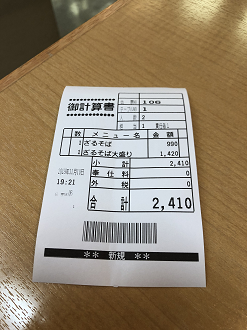 御計算書
106
1
人数 2
数 メニュー名 金額
1 ざるそば 990
1 ざるそば大盛り 1,420
小計 2,410
奉仕料 0
外税 0
19:21
合計 2,410
** 新規 **